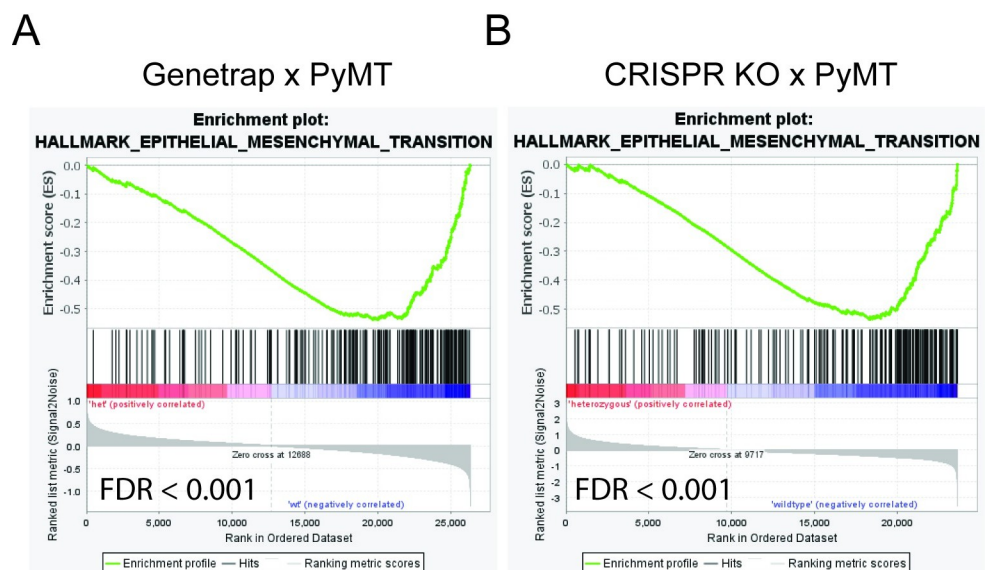 A
Genetrap x PyMT
Enrichment plot:
HALLMARK_EPITHELIAL_MESENCHYMAL_TRANSITION
Enrichment score (ES)
0.0
-0.1
-0.2
-0.3
-0.4
-0.5
'het' (positively correlated)
Ranked list metric (Signal2Noise)
1.0
0.5
0.0
-0.5
-1.0
Zero cross at 12688
FDR < 0.001
'wt' (negatively correlated)
0 5,000 10,000 15,000 20,000 25,000
Rank in Ordered Dataset
Enrichment profile Hits Ranking metric scores
B
CRISPR KO x PyMT
Enrichment plot:
HALLMARK_EPITHELIAL_MESENCHYMAL_TRANSITION
Enrichment score (ES)
0.0
-0.1
-0.2
-0.3
-0.4
-0.5
'heterozygous' (positively correlated)
Ranked list metric (Signal2Noise)
3
2
1
0
-1
-2
-3
Zero cross at 9717
FDR < 0.001
'wildtype' (negatively correlated)
0 5,000 10,000 15,000 20,000
Rank in Ordered Dataset
Enrichment profile Hits Ranking metric scores